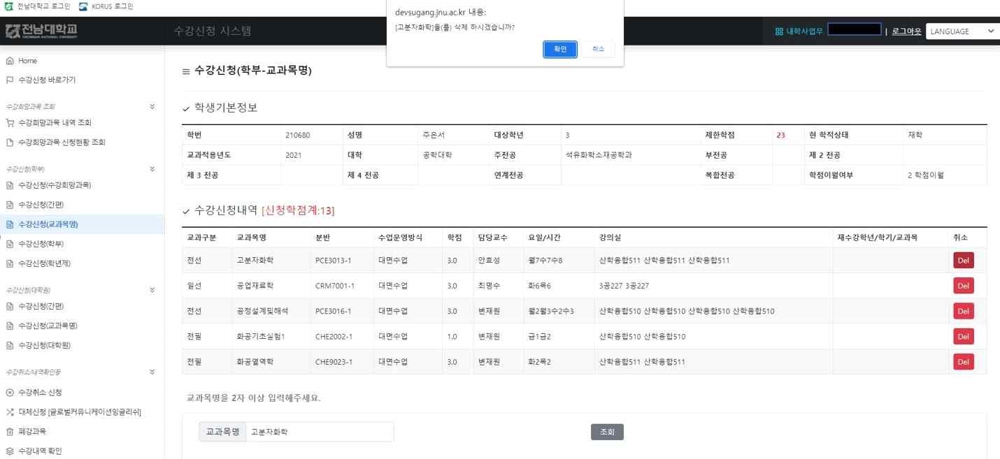 전남대학교 로그인 KORUS 로그인
devsugang.jnu.ac.kr 내용:
[고분자화학]을(를) 삭제 하시겠습니까?
확인 취소
전남대학교
CHONNAM NATIONAL UNIVERSITY
수강신청 시스템
대학사업무 | 로그아웃 LANGUAGE
Home
수강신청 바로가기
수강희망과목 조회
수강희망과목 내역 조회
수강희망과목 신청현황 조회
수강신청(학부)
수강신청(수강희망과목)
수강신청(간편)
수강신청(교과목명)
수강신청(학부)
수강신청(학년제)
수강신청(대학원)
수강신청(간편)
수강신청(교과목명)
수강신청(대학원)
수강취소/내역확인등
수강취소 신청
대체신청 [글로벌커뮤니케이션잉글리쉬]
폐강과목
수강내역 확인
수강신청(학부-교과목명)
학생기본정보
학번 210680 성명 주은서 대상학년 3 제한학점 23 현 학적상태 재학
교과적용년도 2021 대학 공학대학 주전공 석유화학소재공학과 부전공 제 2 전공
제 3 전공 제 4 전공 연계전공 복합전공 학점이월여부 2 학점이월
수강신청내역 [신청학점계:13]
교과구분 교과목명 분반 수업운영방식 학점 담당교수 요일/시간 강의실 재수강학년/학기/교과목 취소
전선 고분자화학 PCE3013-1 대면수업 3.0 안효성 월7수7수8 산학융합511 산학융합511 산학융합511 Del
일선 공업재료학 CRM7001-1 대면수업 3.0 최명수 화6목6 3공227 3공227 Del
전선 공정설계및해석 PCE3016-1 대면수업 3.0 변재원 월2월3수2수3 산학융합510 산학융합510 산학융합510 산학융합510 Del
전필 화공기초실험1 CHE2002-1 대면수업 1.0 변재원 금1금2 산학융합510 산학융합510 Del
전필 화공열역학 CHE9023-1 대면수업 3.0 변재원 화2목2 산학융합511 산학융합511 Del
교과목명을 2자 이상 입력해주세요.
교과목명 고분자화학 조회